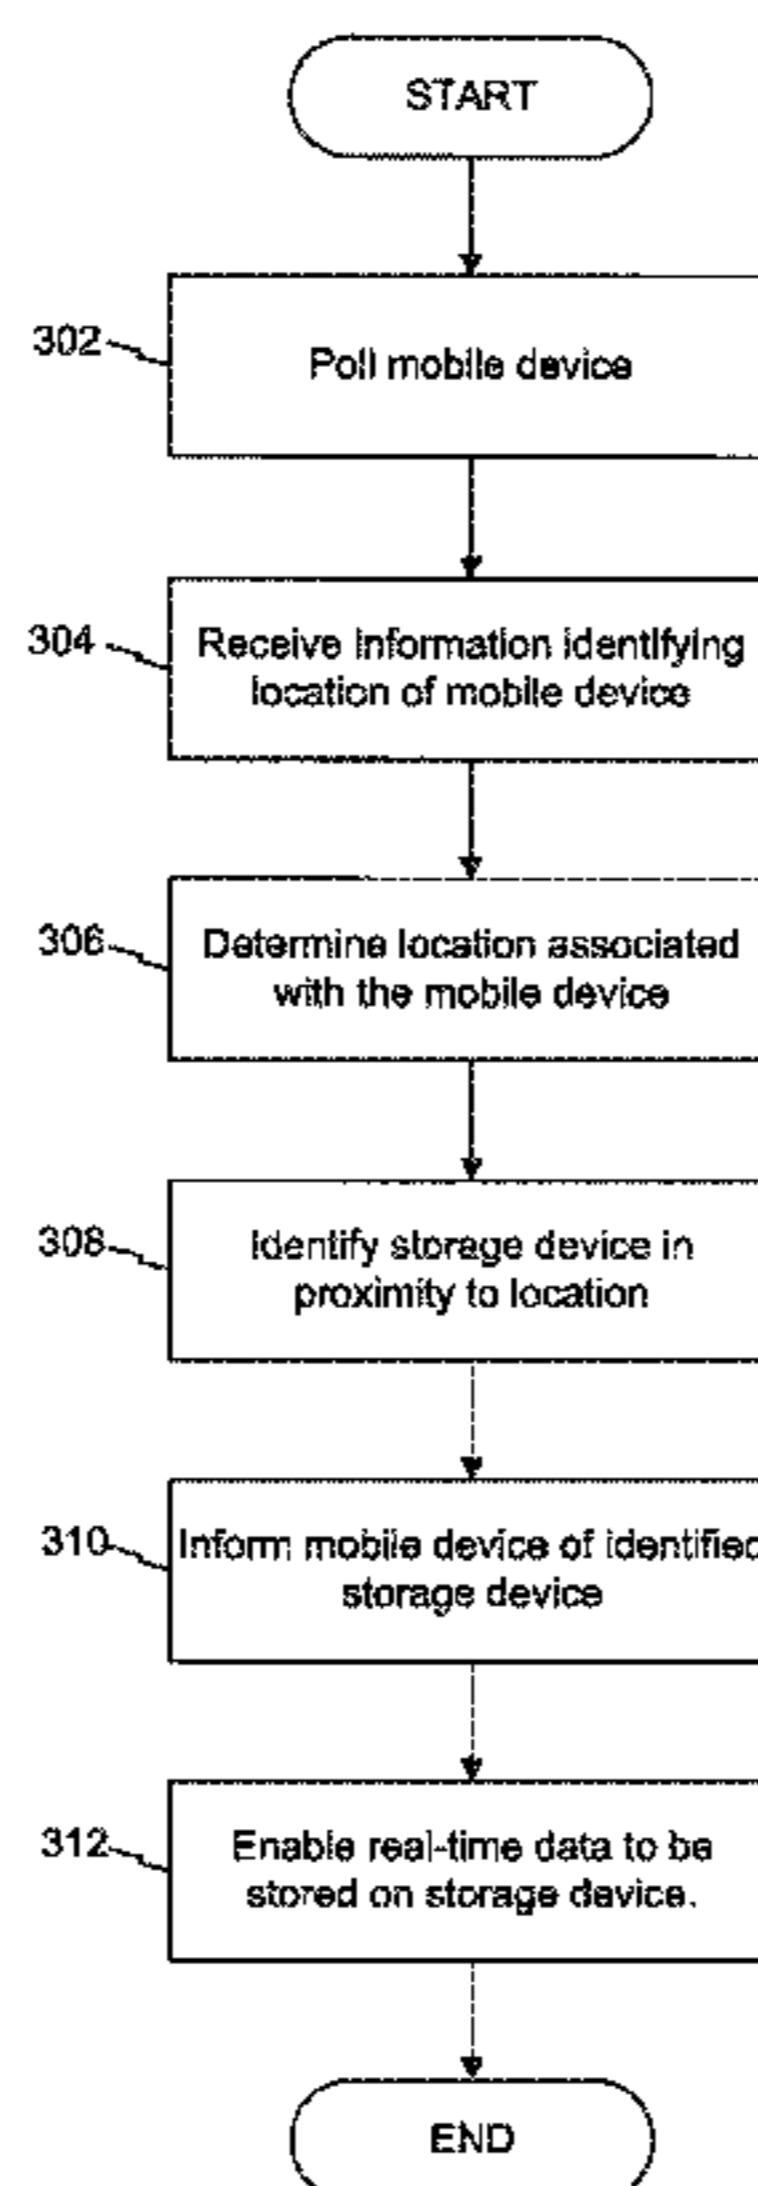 START
302
Poll mobile device
304
Receive information identifying
location of mobile device
306
Determine location associated
with the mobile device
308
Identify storage device in
proximity to location
310
Inform mobile device of identified
storage device
312
Enable real-time data to be
stored on storage device.
END